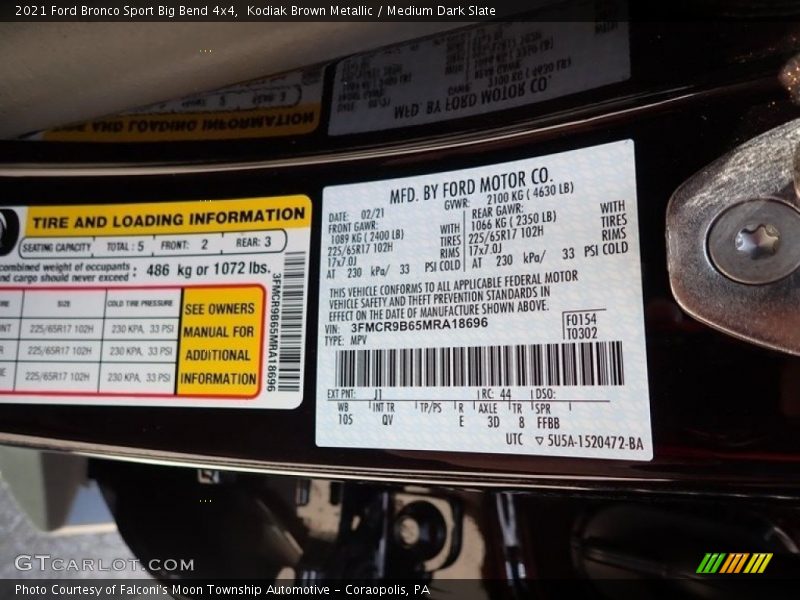 2021 Ford Bronco Sport Big Bend 4x4, Kodiak Brown Metallic / Medium Dark Slate
TIRE AND LOADING INFORMATION
SEATING CAPACITY TOTAL : 5 FRONT: 2 REAR: 3
combined weight of occupants
and cargo should never exceed : 486 kg or 1072 lbs.
SIZE COLD TIRE PRESSURE
225/65R17 102H 230 KPA, 33 PSI
225/65R17 102H 230 KPA, 33 PSI
225/65R17 102H 230 KPA, 33 PSI
SEE OWNERS
MANUAL FOR
ADDITIONAL
INFORMATION
3FMCR9B65MRA18696
MFD. BY FORD MOTOR CO.
DATE: 02/21 GVWR: 2100 KG ( 4630 LB)
FRONT GAWR: REAR GAWR:
1089 KG ( 2400 LB) WITH 1066 KG ( 2350 LB) WITH
225/65R17 102H TIRES 225/65R17 102H TIRES
17x7.0J RIMS 17x7.0J RIMS
AT 230 kPa/ 33 PSI COLD AT 230 kPa/ 33 PSI COLD
THIS VEHICLE CONFORMS TO ALL APPLICABLE FEDERAL MOTOR
VEHICLE SAFETY AND THEFT PREVENTION STANDARDS IN
EFFECT ON THE DATE OF MANUFACTURE SHOWN ABOVE.
VIN: 3FMCR9B65MRA18696 F0154
TYPE: MPV T0302
EXT PNT: J1 RC: 44 DSO:
WB INT TR TP/PS R AXLE TR SPR
105 QV E 3D 8 FFBB
UTC ▽ 5U5A-1520472-BA
GTCARLOT.COM
Photo Courtesy of Falconi's Moon Township Automotive - Coraopolis, PA